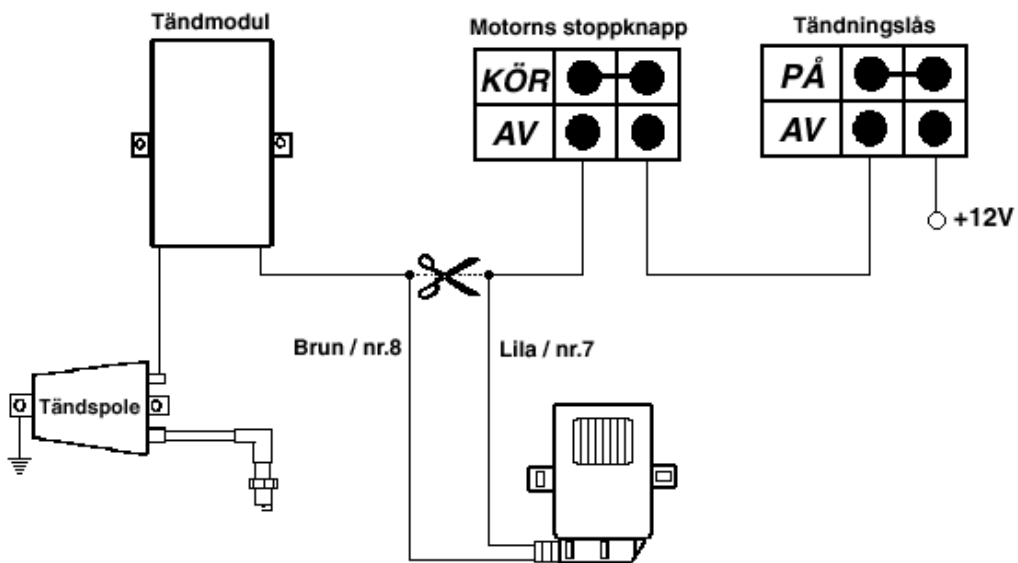 Tändmodul
Motorns stoppknapp
Tändningslås
KÖR
AV
PÅ
AV
+12V
Brun / nr.8
Lila / nr.7
Tändspole